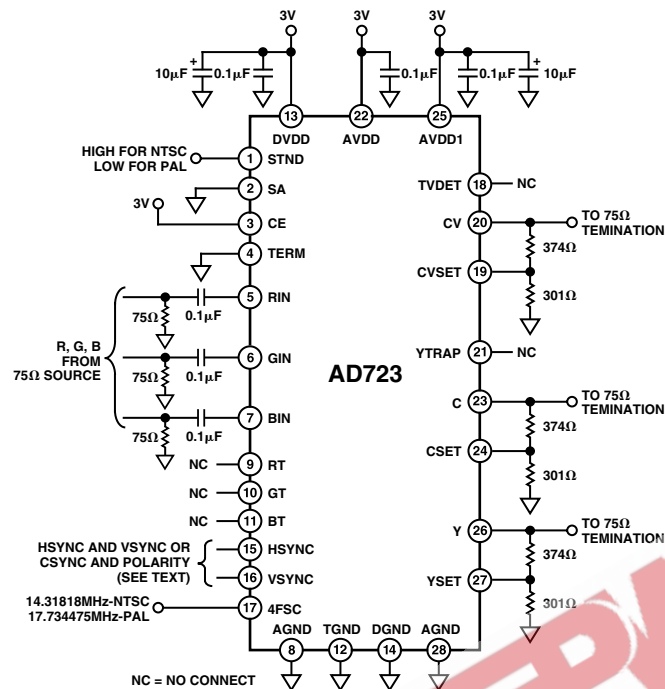 3V
3V
3V
10μF
+
0.1μF
0.1μF
0.1μF
+
10μF
13
22
25
DVDD
AVDD
AVDD1
HIGH FOR NTSC
LOW FOR PAL
1
STND
2
SA
3V
3
CE
4
TERM
5
RIN
75Ω
0.1μF
R, G, B
FROM
75Ω SOURCE
6
GIN
75Ω
0.1μF
7
BIN
75Ω
0.1μF
NC
9
RT
NC
10
GT
NC
11
BT
HSYNC AND VSYNC OR
CSYNC AND POLARITY
(SEE TEXT)
15
HSYNC
16
VSYNC
14.31818MHz-NTSC
17.734475MHz-PAL
17
4FSC
AD723
TVDET
18
NC
CV
20
TO 75Ω
TEMINATION
374Ω
CVSET
19
301Ω
YTRAP
21
NC
C
23
TO 75Ω
TEMINATION
374Ω
CSET
24
301Ω
Y
26
TO 75Ω
TEMINATION
374Ω
YSET
27
301Ω
AGND
TGND
DGND
AGND
8
12
14
28
NC = NO CONNECT